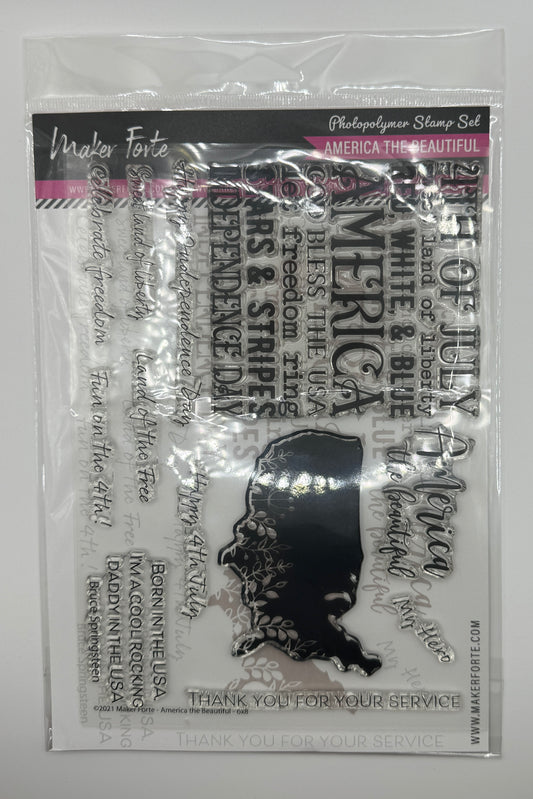 Maker Forte
Photopolymer Stamp Set
AMERICA THE BEAUTIFUL
4TH OF JULY
land of liberty
RED, WHITE & BLUE
AMERICA
GOD BLESS THE USA
let freedom ring
STARS & STRIPES
INDEPENDENCE DAY
Happy Independence Day
Sweet land of liberty
Celebrate freedom
Land of the Free
Fun on the 4th!
Happy 4th July
America
the beautiful
My Hero
BORN IN THE USA
I'M A COOL ROCKING
DADDY IN THE USA
Bruce Springsteen
THANK YOU FOR YOUR SERVICE
©2021 Maker Forte - America the Beautiful - 6x8
THANK YOU FOR YOUR SERVICE
WWW.MAKERFORTE.COM